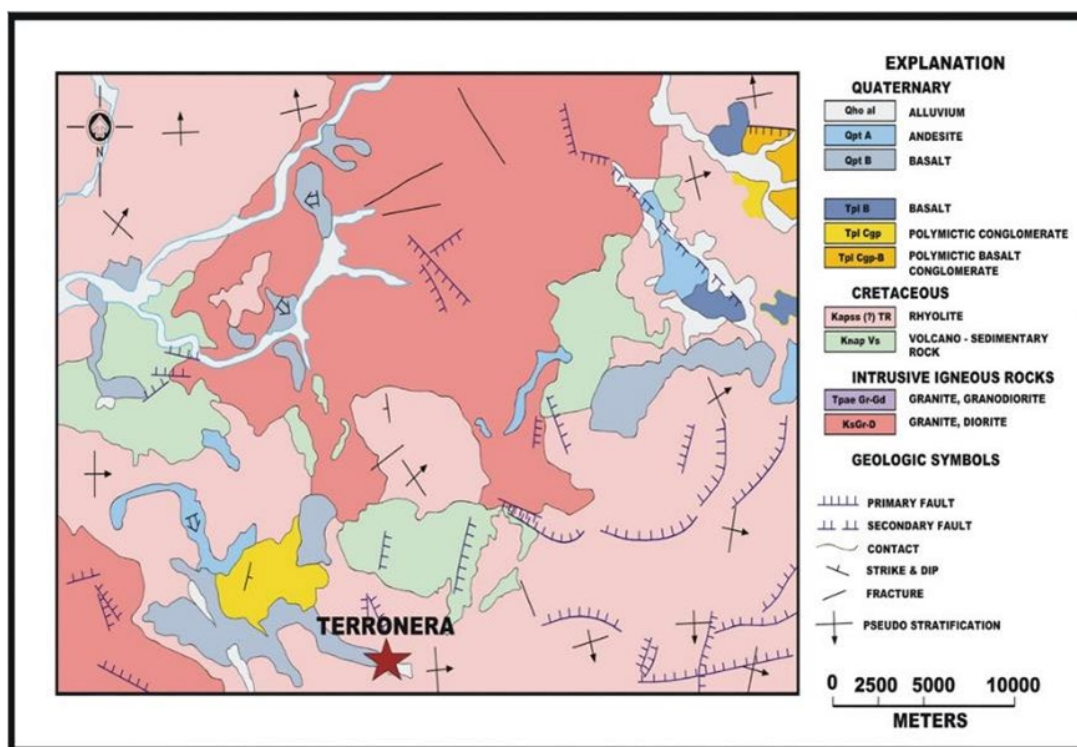 N
TERRONERA
EXPLANATION
QUATERNARY
Qho al ALLUVIUM
Qpt A ANDESITE
Qpt B BASALT
Tpl B BASALT
Tpl Cgp POLYMICTIC CONGLOMERATE
Tpl Cgp-B POLYMICTIC BASALT
CONGLOMERATE
CRETACEOUS
Kapss (?) TR RHYOLITE
Knap Vs VOLCANO - SEDIMENTARY
ROCK
INTRUSIVE IGNEOUS ROCKS
Tpae Gr-Gd GRANITE, GRANODIORITE
KsGr-D GRANITE, DIORITE
GEOLOGIC SYMBOLS
PRIMARY FAULT
SECONDARY FAULT
CONTACT
STRIKE & DIP
FRACTURE
PSEUDO STRATIFICATION
0 2500 5000 10000
METERS